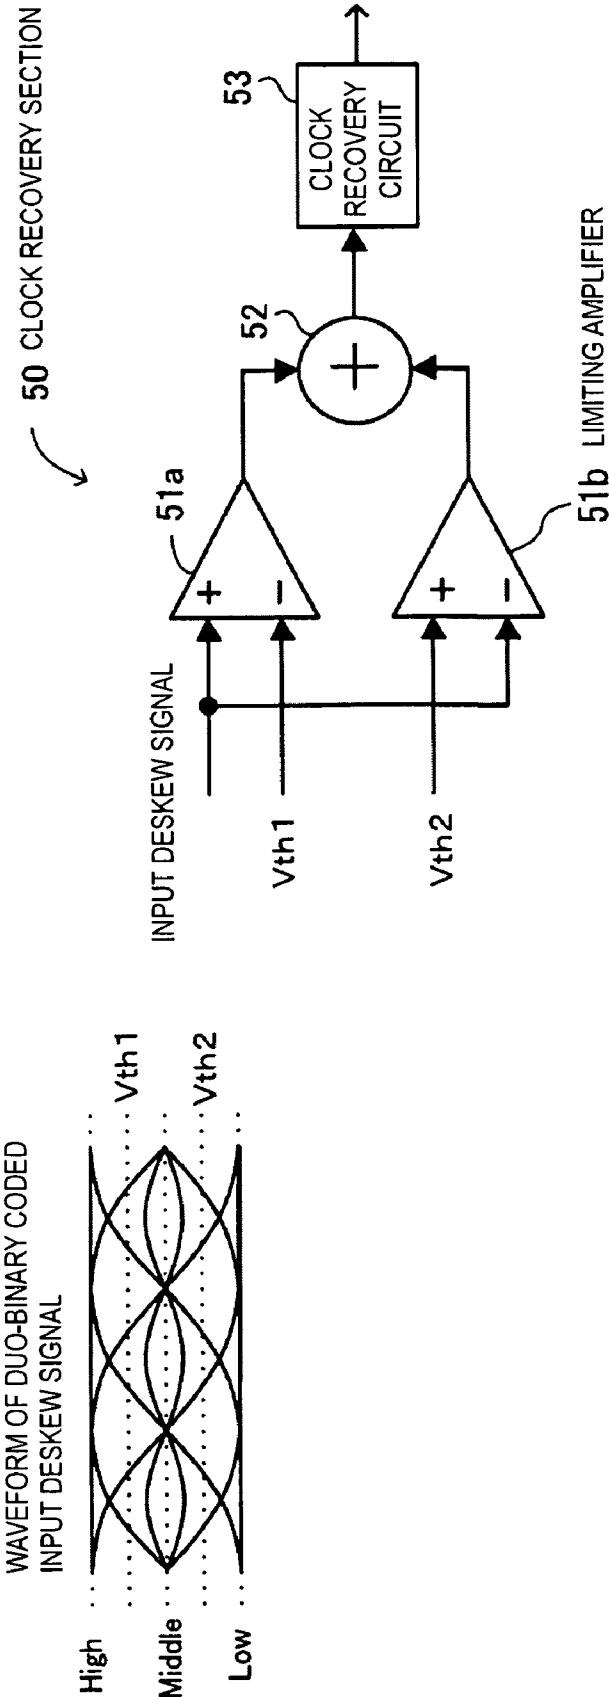 WAVEFORM OF DUO-BINARY CODED
INPUT DESKEW SIGNAL
High
Middle
Low
Vth1
Vth2
50 CLOCK RECOVERY SECTION
INPUT DESKEW SIGNAL
Vth1
Vth2
51a
+
−
51b LIMITING AMPLIFIER
+
−
52
+
53
CLOCK
RECOVERY
CIRCUIT